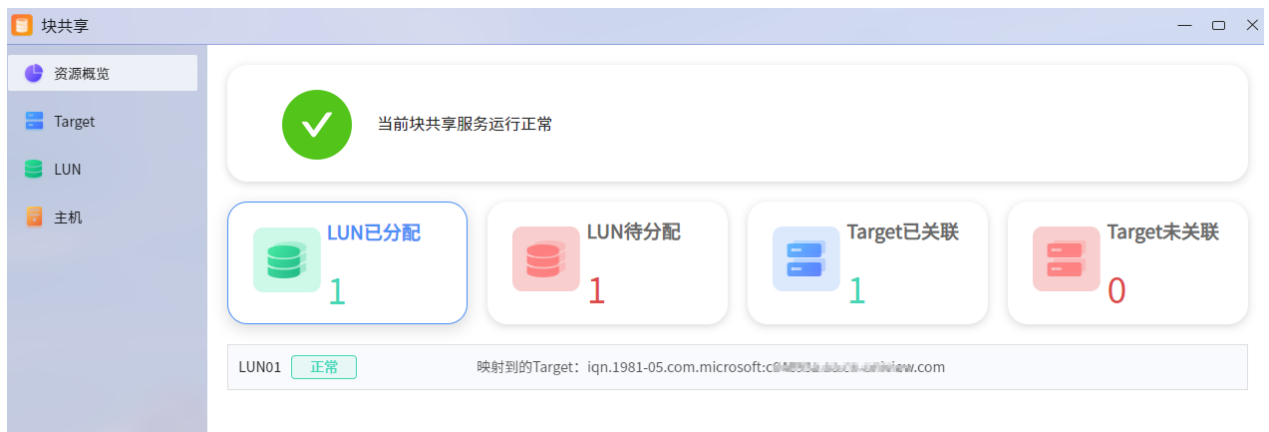 块共享
资源概览
Target
LUN
主机
当前块共享服务运行正常
LUN已分配
1
LUN待分配
1
Target已关联
1
Target未关联
0
LUN01 正常 映射到的Target：iqn.1981-05.com.microsoft: